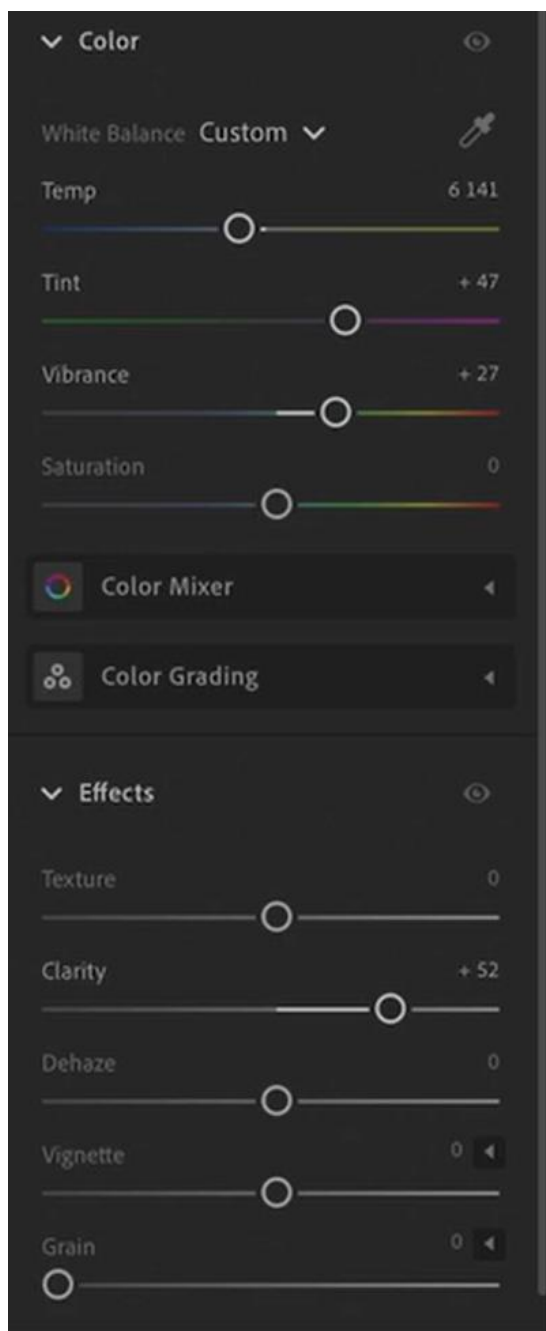 Color
White Balance Custom
Temp 6 141
Tint + 47
Vibrance + 27
Saturation 0
Color Mixer
Color Grading
Effects
Texture 0
Clarity + 52
Dehaze 0
Vignette 0
Grain 0